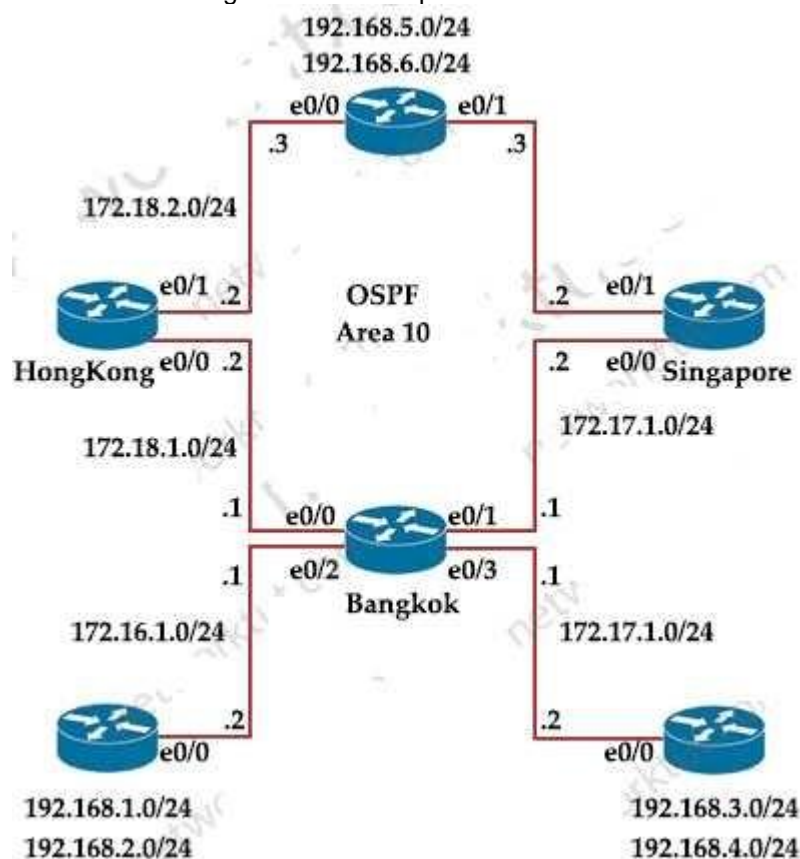 192.168.5.0/24
192.168.6.0/24
e0/0
e0/1
.3
.3
172.18.2.0/24
e0/1
.2
OSPF
Area 10
.2
e0/1
HongKong
e0/0
.2
.2
e0/0
Singapore
172.18.1.0/24
172.17.1.0/24
.1
e0/0
e0/1
.1
.1
e0/2
e0/3
.1
Bangkok
172.16.1.0/24
172.17.1.0/24
.2
e0/0
.2
e0/0
192.168.1.0/24
192.168.2.0/24
192.168.3.0/24
192.168.4.0/24